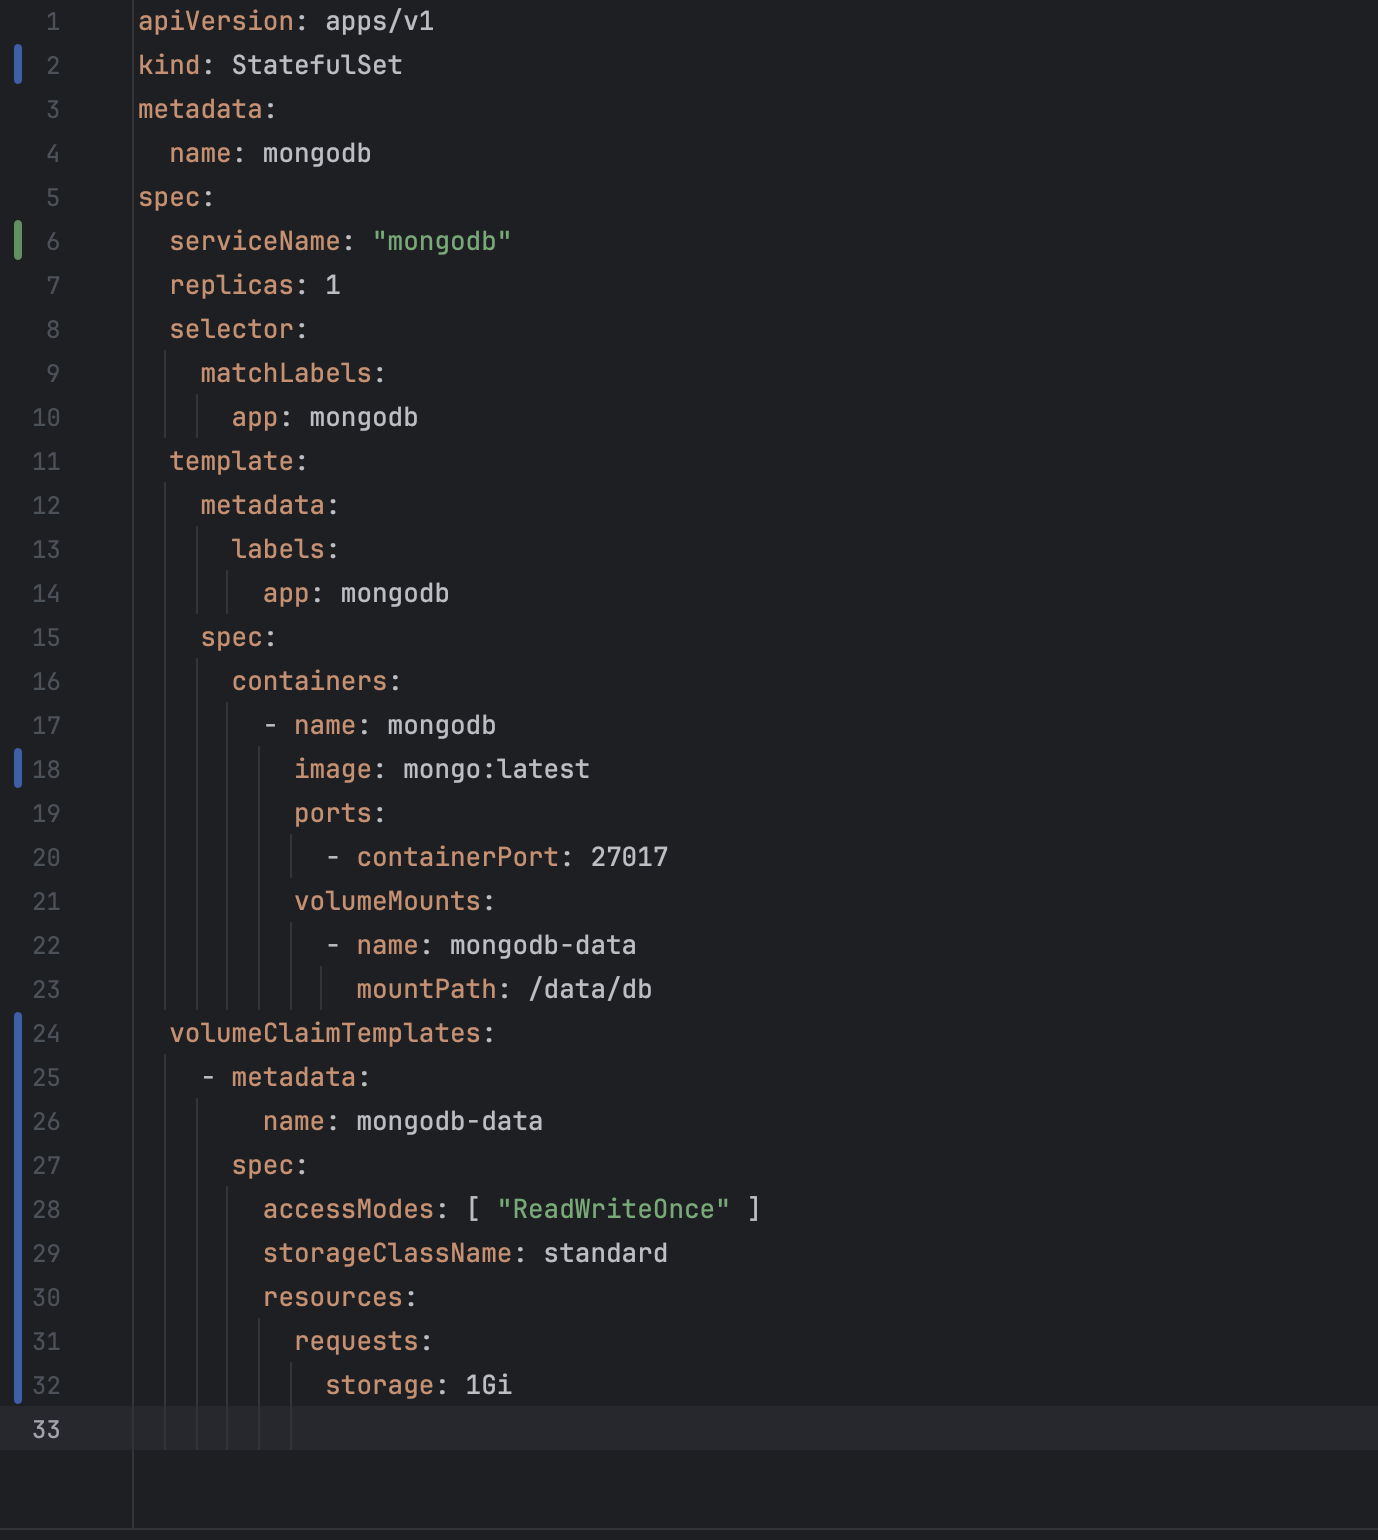 1 apiVersion: apps/v1
2 kind: StatefulSet
3 metadata:
4   name: mongodb
5 spec:
6   serviceName: "mongodb"
7   replicas: 1
8   selector:
9     matchLabels:
10       app: mongodb
11   template:
12     metadata:
13       labels:
14         app: mongodb
15     spec:
16       containers:
17         - name: mongodb
18           image: mongo:latest
19           ports:
20             - containerPort: 27017
21           volumeMounts:
22             - name: mongodb-data
23               mountPath: /data/db
24   volumeClaimTemplates:
25     - metadata:
26         name: mongodb-data
27       spec:
28         accessModes: [ "ReadWriteOnce" ]
29         storageClassName: standard
30         resources:
31           requests:
32             storage: 1Gi
33